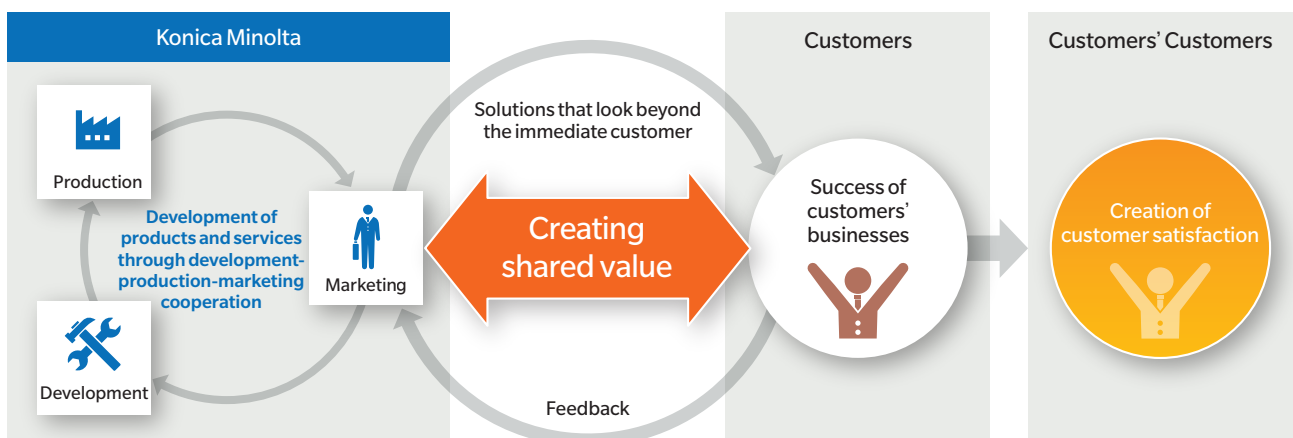 Konica Minolta
Customers
Customers' Customers
Production
Development of
products and services
through development-
production-marketing
cooperation
Marketing
Development
Solutions that look beyond
the immediate customer
Creating
shared value
Feedback
Success of
customers'
businesses
Creation of
customer satisfaction